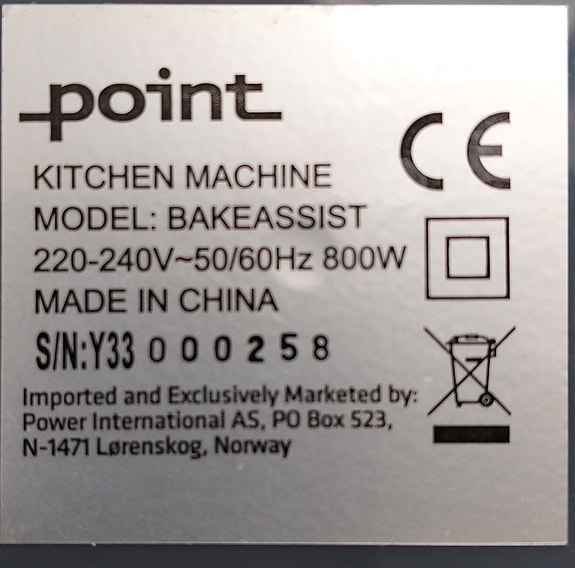 point
KITCHEN MACHINE
MODEL: BAKEASSIST
220-240V~50/60Hz 800W
MADE IN CHINA
S/N:Y33 000258
Imported and Exclusively Marketed by:
Power International AS, PO Box 523,
N-1471 Lørenskog, Norway
CE